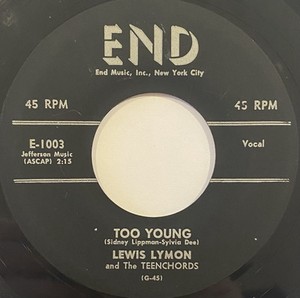 END
End Music, Inc., New York City
45 RPM
45 RPM
E-1003
Jefferson Music
(ASCAP) 2:15
Vocal
TOO YOUNG
(Sidney Lippman-Sylvia Dee)
LEWIS LYMON
and The TEENCHORDS
(G-45)